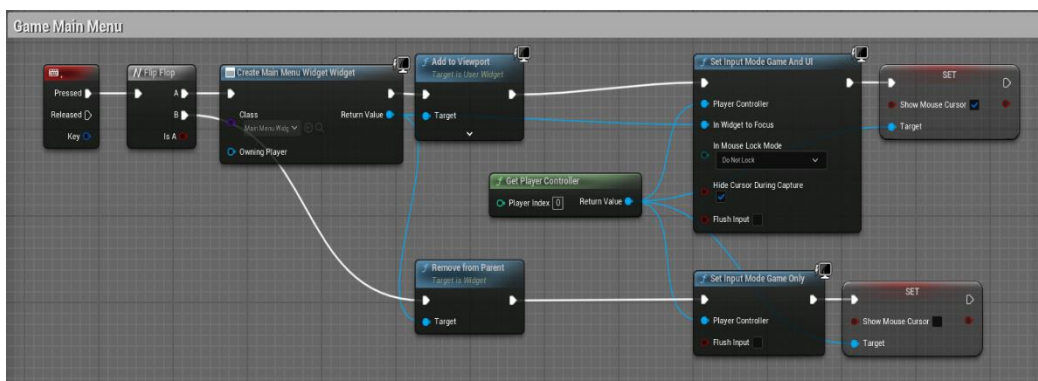 Game Main Menu
,
Pressed
Released
Key
Flip Flop
A
B
Is A
Create Main Menu Widget Widget
Class
Main Menu Widg
Return Value
Owning Player
Add to Viewport
Target is User Widget
Target
Get Player Controller
Player Index 0
Return Value
Remove from Parent
Target is Widget
Target
Set Input Mode Game And UI
Player Controller
In Widget to Focus
In Mouse Lock Mode
Do Not Lock
Hide Cursor During Capture
Flush Input
SET
Show Mouse Cursor
Target
Set Input Mode Game Only
Player Controller
Flush Input
SET
Show Mouse Cursor
Target